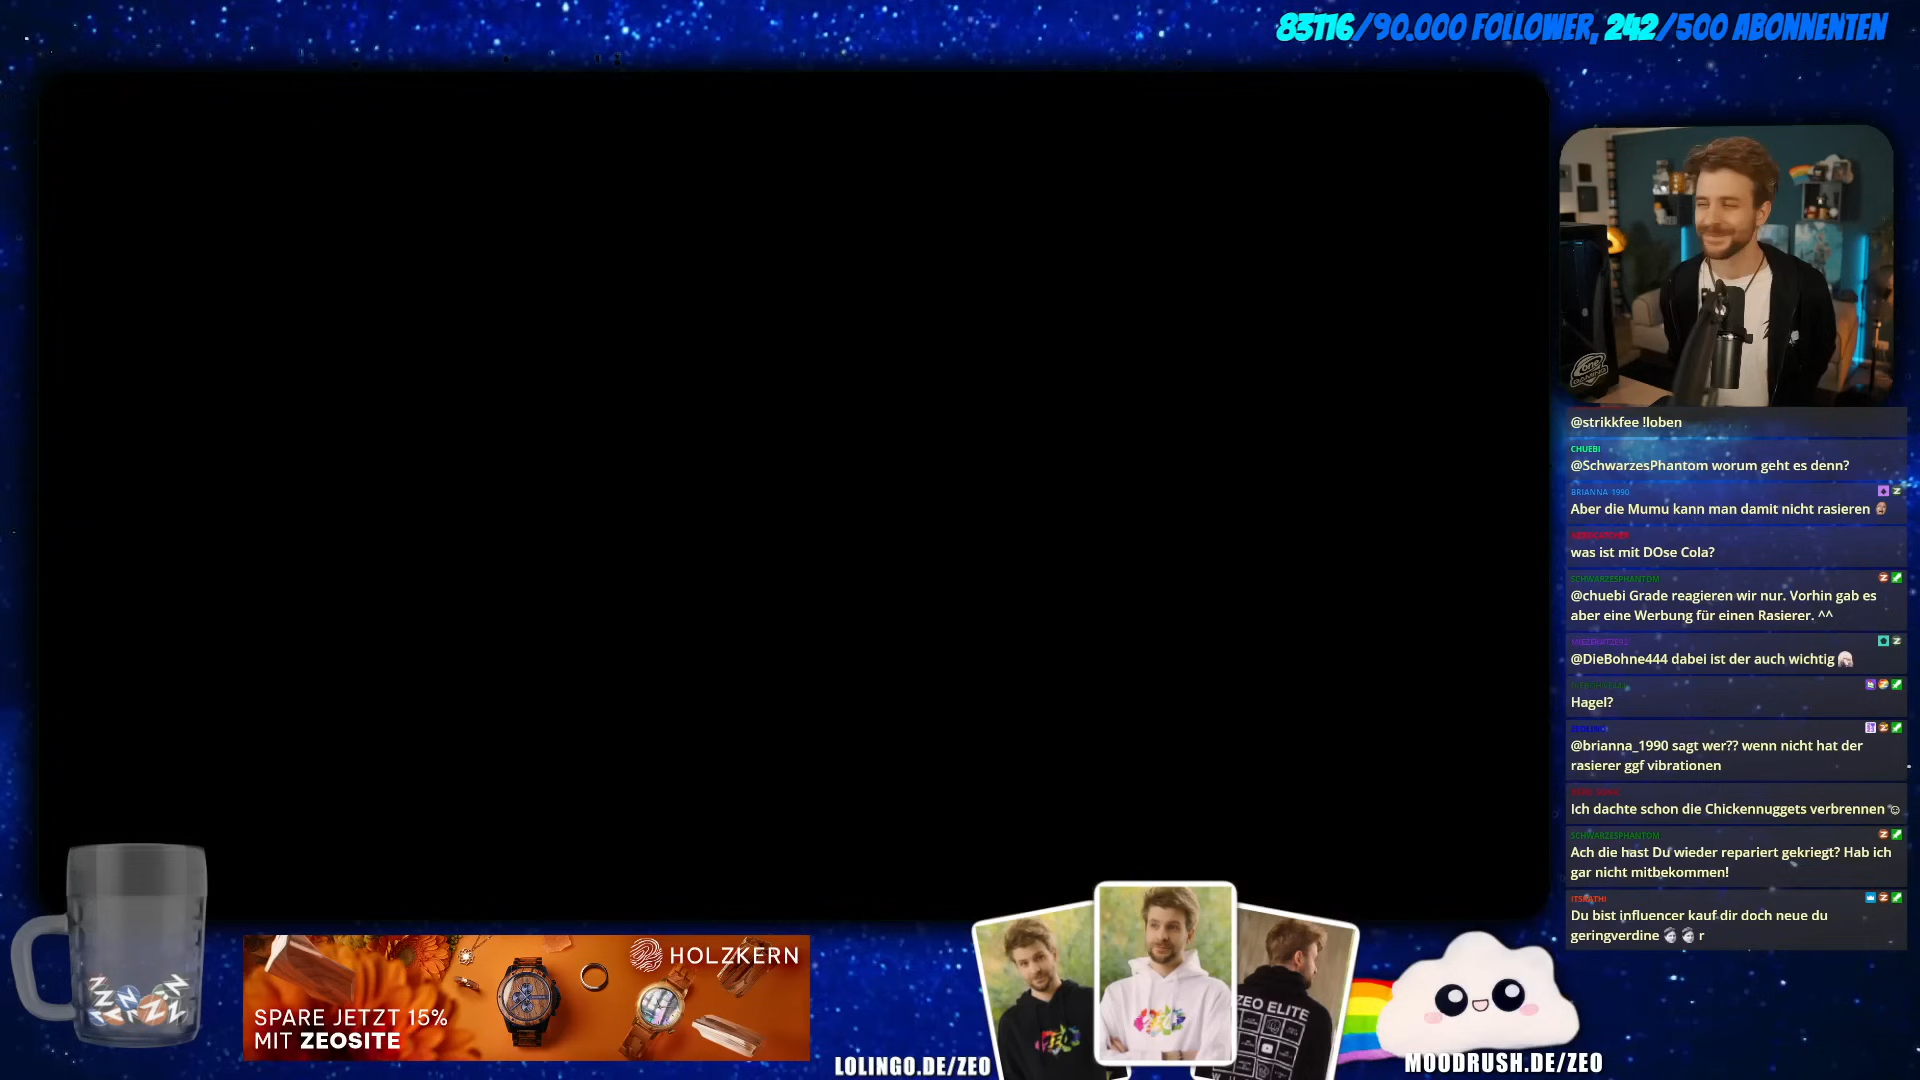 83116/90.000 FOLLOWER, 242/500 ABONNENTEN
@strikkfee !loben
CHUEBI
@SchwarzesPhantom worum geht es denn?
BRIANNA_1990
Aber die Mumu kann man damit nicht rasieren
was ist mit DOse Cola?
SCHWARZESPHANTOM
@chuebi Grade reagieren wir nur. Vorhin gab es
aber eine Werbung für einen Rasierer. ^^
@DieBohne444 dabei ist der auch wichtig
Hagel?
@brianna_1990 sagt wer?? wenn nicht hat der
rasierer ggf vibrationen
Ich dachte schon die Chickennuggets verbrennen
SCHWARZESPHANTOM
Ach die hast Du wieder repariert gekriegt? Hab ich
gar nicht mitbekommen!
ITSKATHI
Du bist influencer kauf dir doch neue du
geringverdine r
HOLZKERN
SPARE JETZT 15%
MIT ZEOSITE
LOLINGO.DE/ZEO
ZEO
ZEO ELITE
MOODRUSH.DE/ZEO